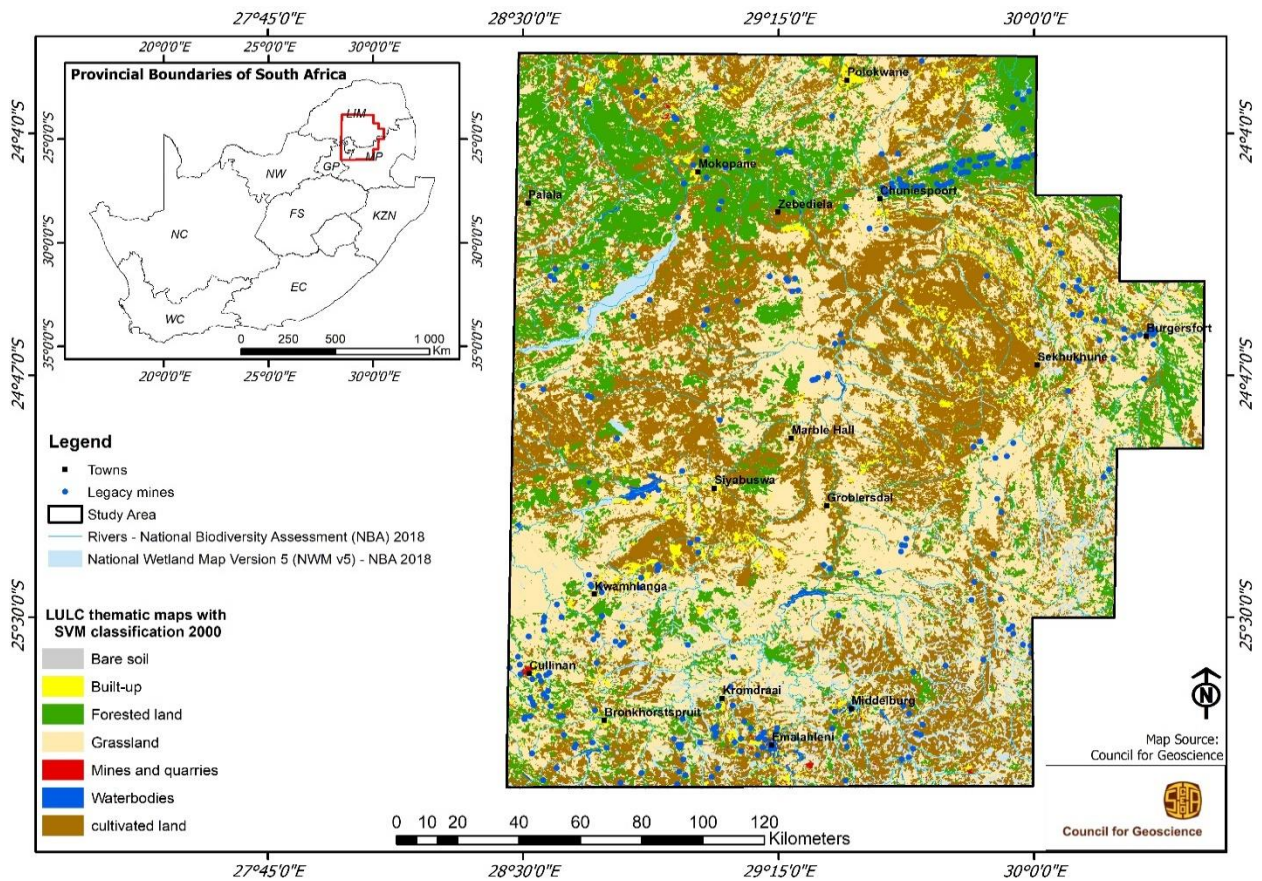 27°45'0"E
28°30'0"E
29°15'0"E
30°0'0"E
20°0'0"E
25°0'0"E
30°0'0"E
Provincial Boundaries of South Africa
LIM
MP
GP
NW
FS
KZN
NC
EC
WC
0 250 500 1 000
Km
25°0'0"S
30°0'0"S
35°0'0"S
25°0'0"S
30°0'0"S
35°0'0"S
20°0'0"E
25°0'0"E
30°0'0"E
24°4'0"S
24°47'0"S
25°30'0"S
24°4'0"S
24°47'0"S
25°30'0"S
Legend
Towns
Legacy mines
Study Area
Rivers - National Biodiversity Assessment (NBA) 2018
National Wetland Map Version 5 (NWM v5) - NBA 2018
LULC thematic maps with
SVM classification 2000
Bare soil
Built-up
Forested land
Grassland
Mines and quarries
Waterbodies
cultivated land
Polokwane
Mokopane
Palala
Zebediela
Chuniespoort
Burgersfort
Sekhukhune
Marble Hall
Siyabuswa
Groblersdal
Kwamhlanga
Cullinan
Kromdraai
Bronkhorstspruit
Middelburg
Emalahleni
N
Map Source:
Council for Geoscience
Council for Geoscience
0 10 20 40 60 80 100 120
Kilometers
27°45'0"E
28°30'0"E
29°15'0"E
30°0'0"E